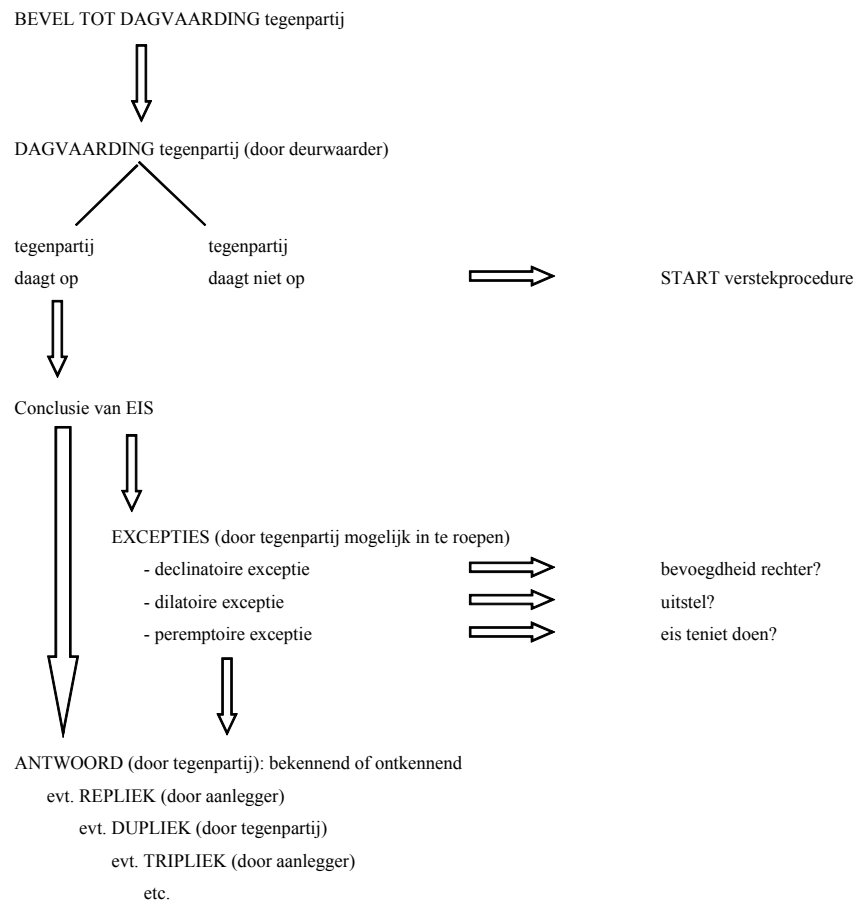 BEVEL TOT DAGVAARDING tegenpartij
DAGVAARDING tegenpartij (door deurwaarder)
tegenpartij tegenpartij
daagt op daagt niet op START verstekprocedure
Conclusie van EIS
EXCEPTIES (door tegenpartij mogelijk in te roepen)
- declinatoire exceptie bevoegdheid rechter?
- dilatoire exceptie uitstel?
- peremptoire exceptie eis teniet doen?
ANTWOORD (door tegenpartij): bekennend of ontkennend
evt. REPLIEK (door aanlegger)
evt. DUPLIEK (door tegenpartij)
evt. TRIPLIEK (door aanlegger)
etc.